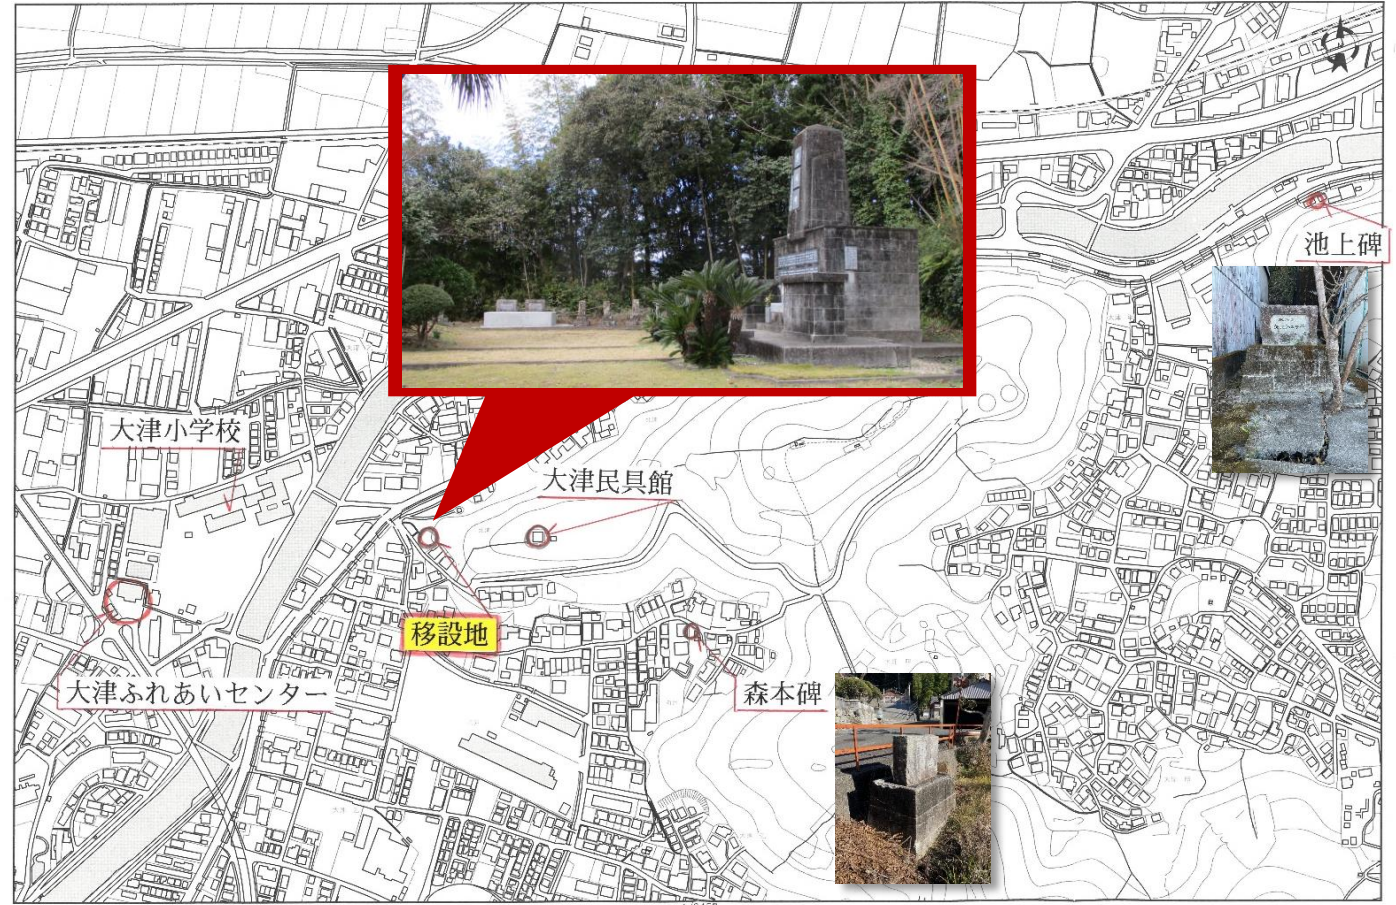 池上碑
大津小学校
大津民具館
移設地
大津ふれあいセンター
森本碑